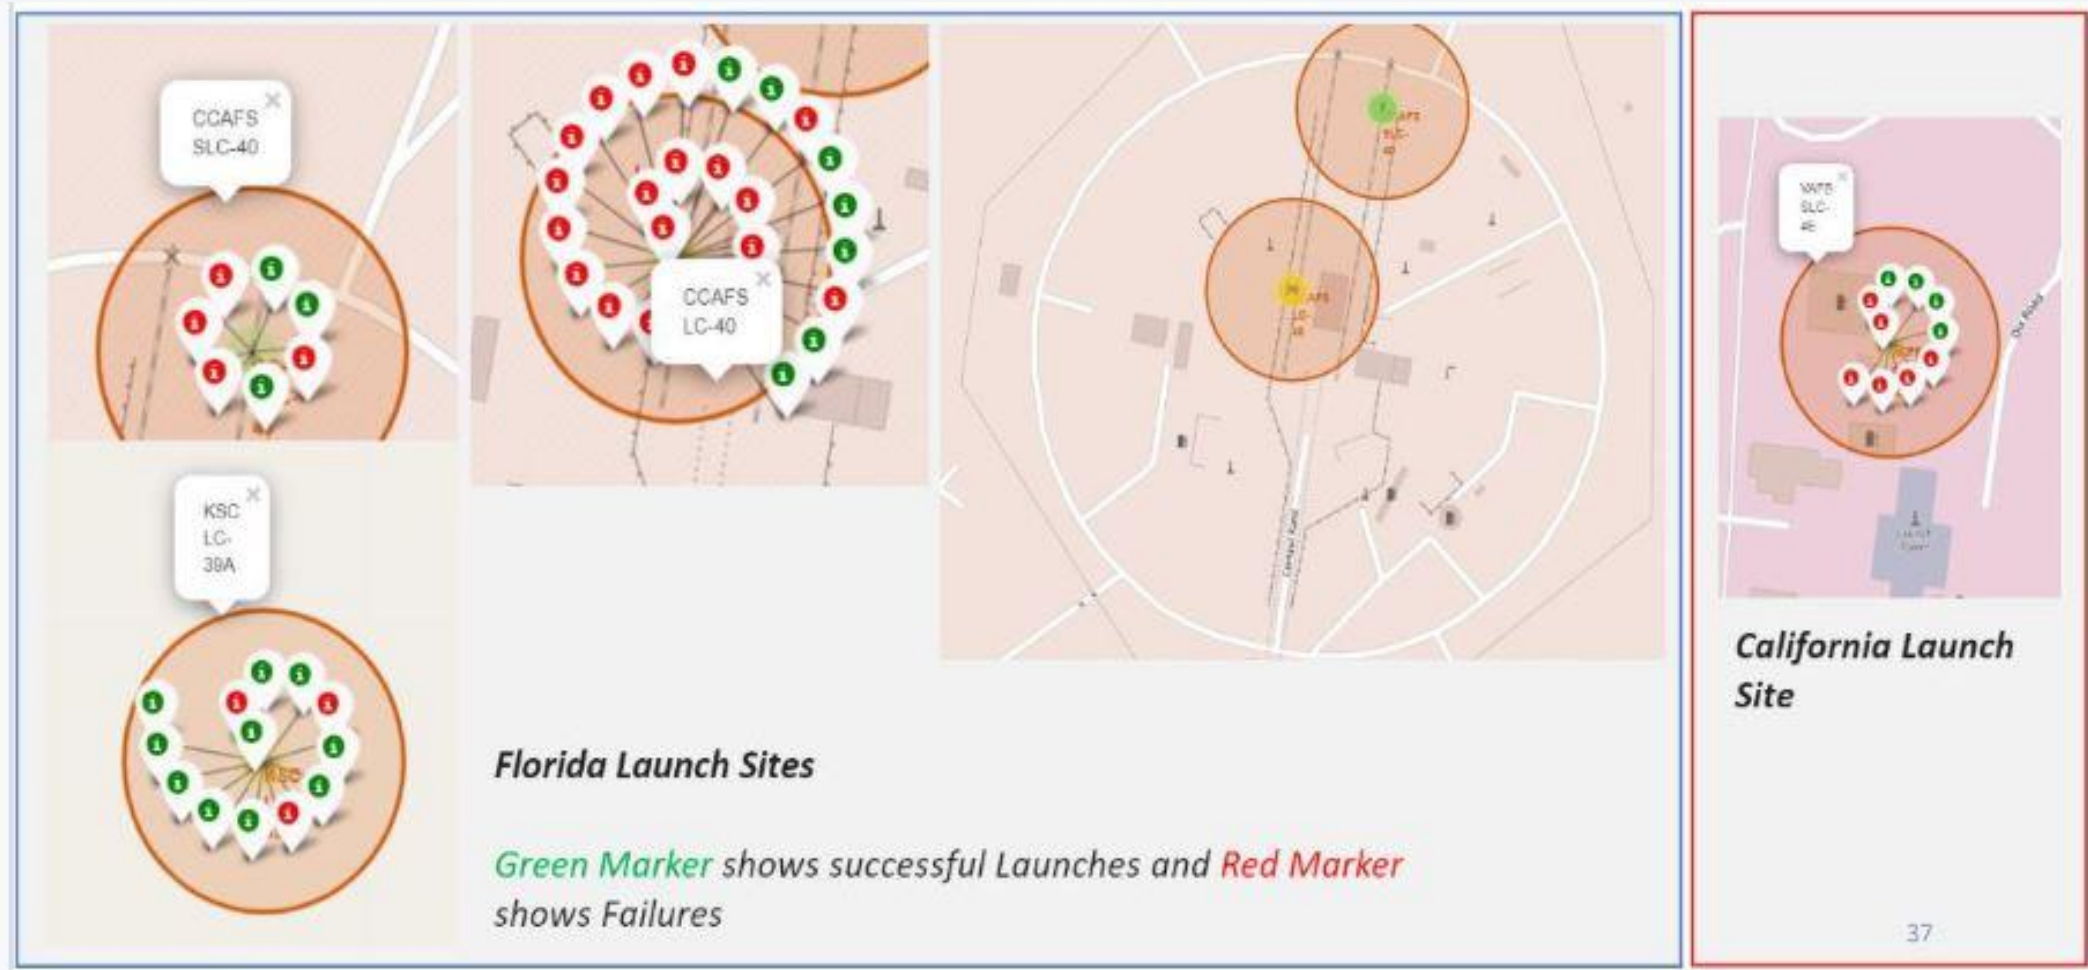 CCAFS
SLC-40
CCAFS
LC-40
KSC
LC-
39A
VAFB
SLC-
4E
California Launch
Site
Florida Launch Sites
Green Marker shows successful Launches and Red Marker
shows Failures
37